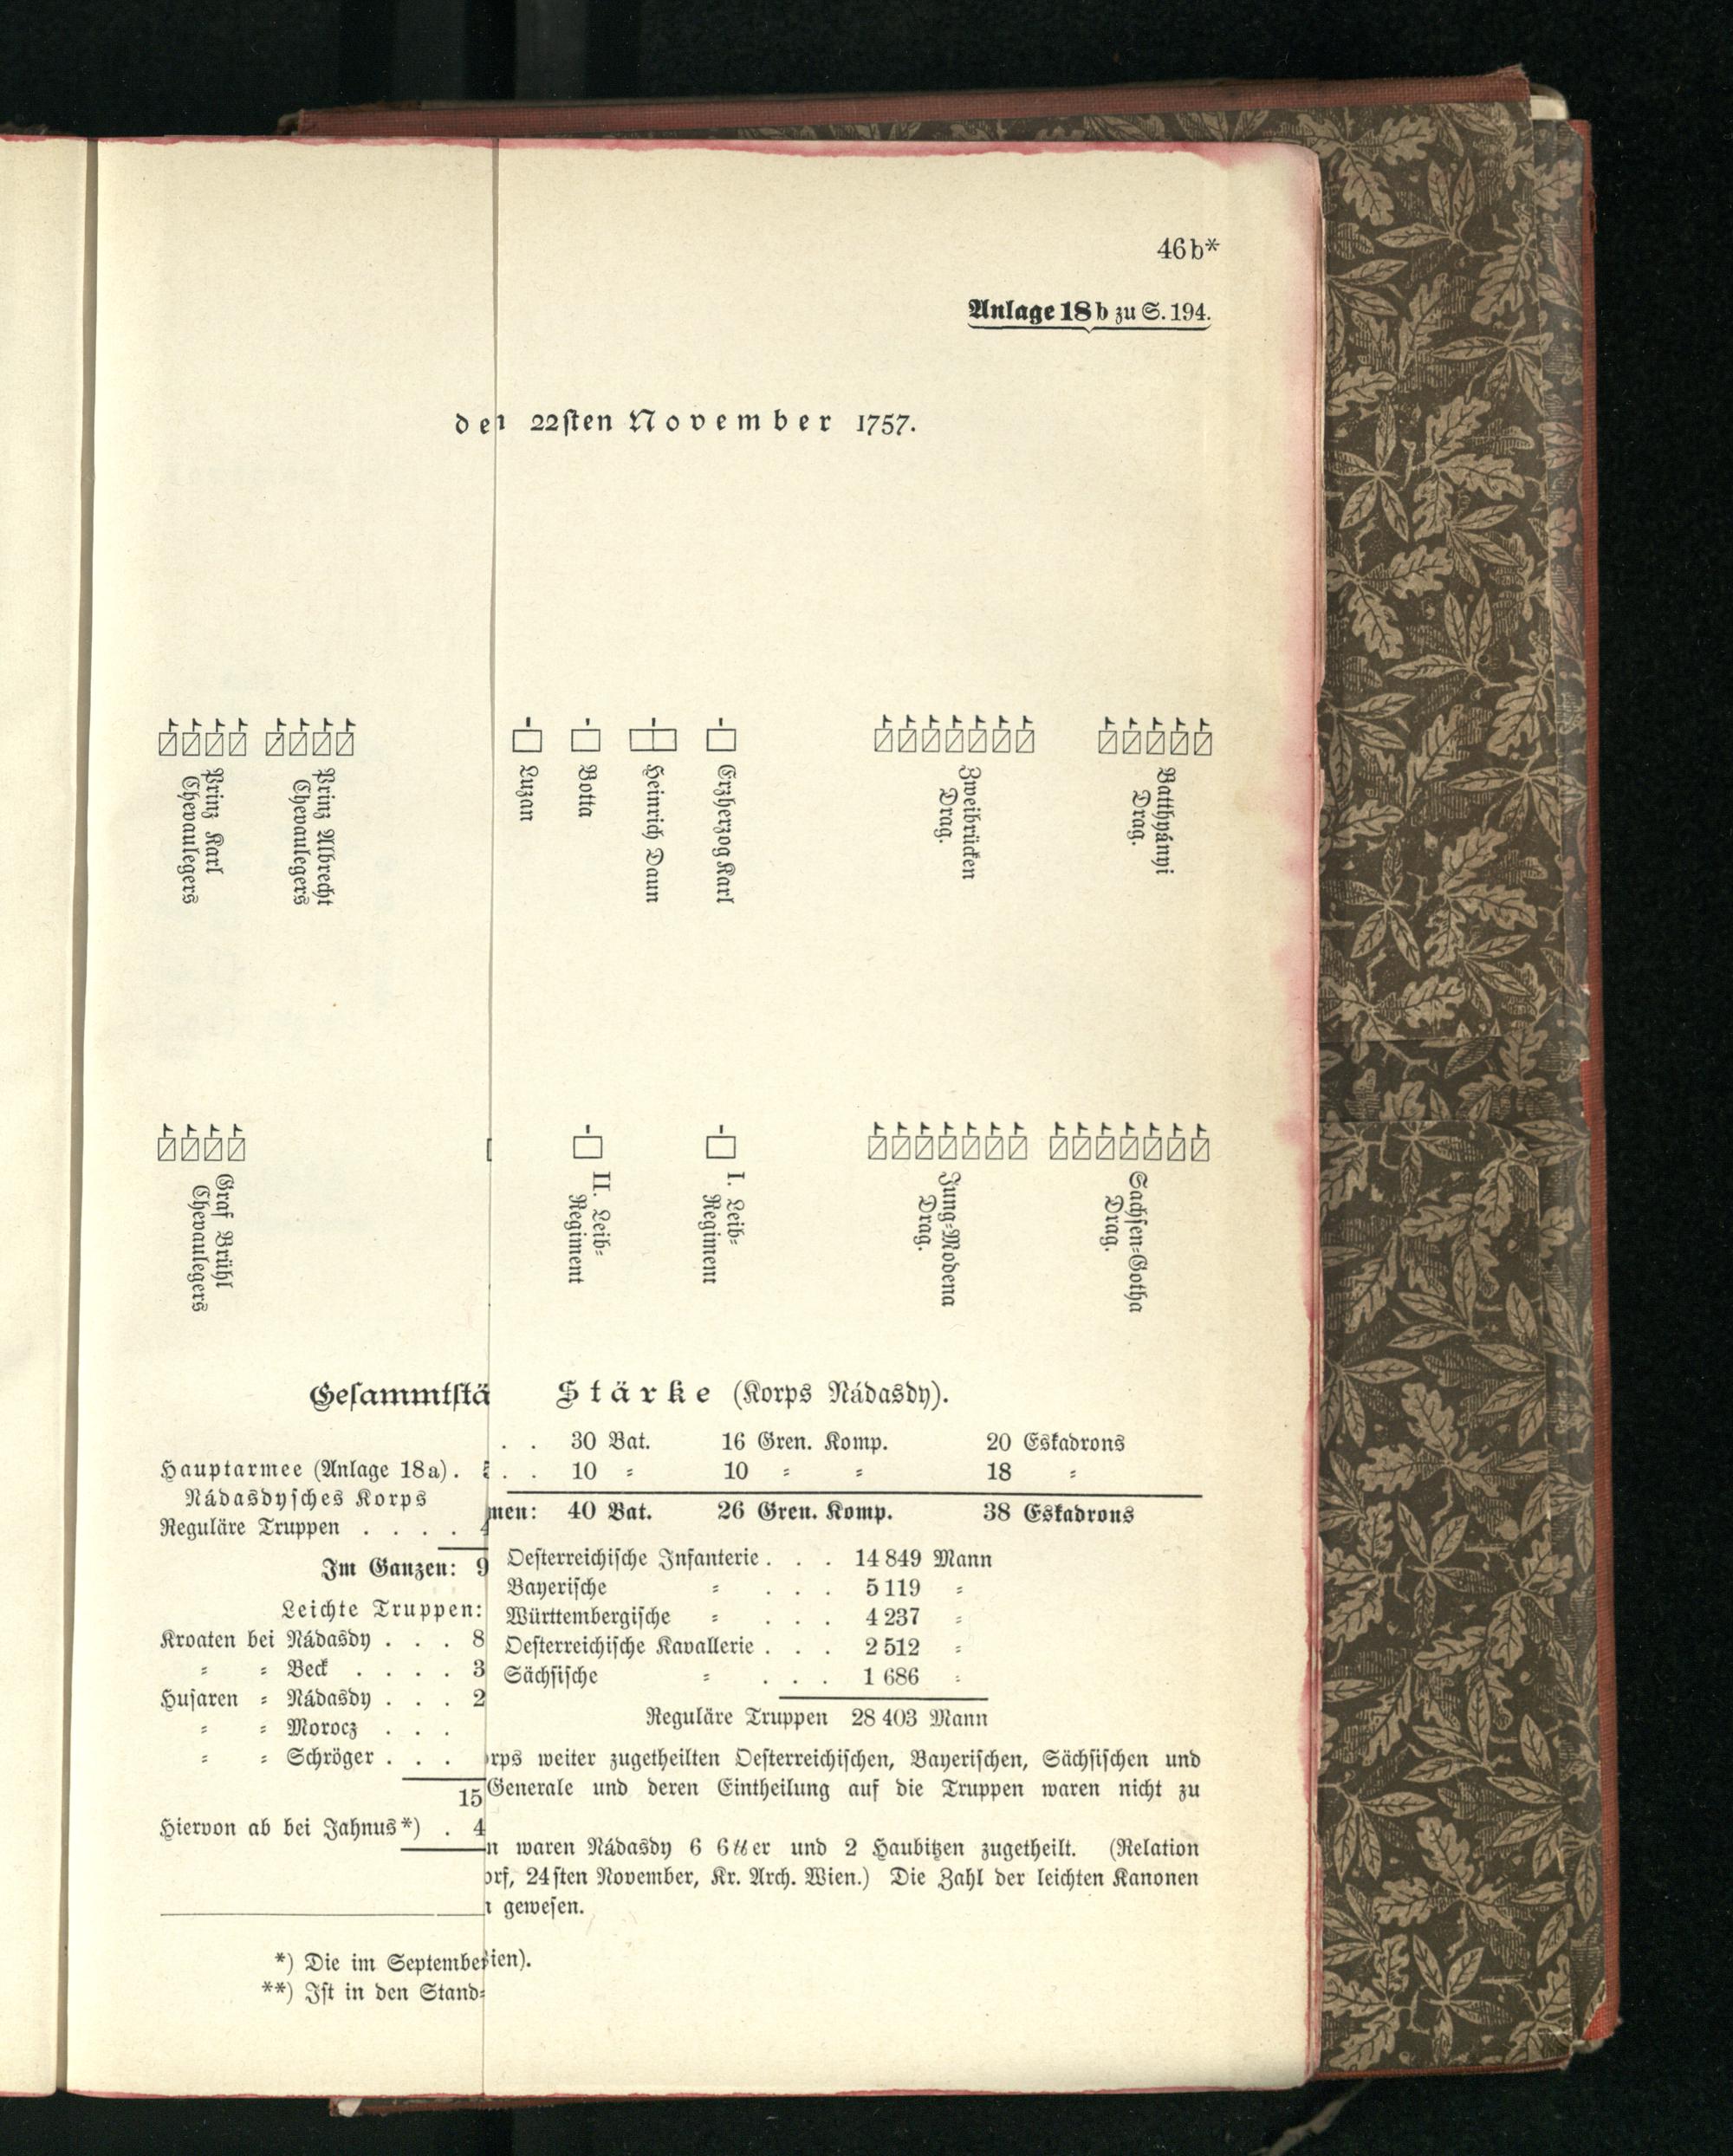 46b*
Anlage 18b zu S. 194.
22ſten November 1757.
Prinz Karl
Chevaulegers
Prinz Albrecht
Chevaulegers
Luzan
Botta
Heinrich Daun
Erzherzog Karl
Zweibrücken
Drag.
Batthyányi
Drag.
Graf Brühl
Chevaulegers
II. Leib-
Regiment
I. Leib-
Regiment
Jung-Modena
Drag.
Sachſen-Gotha
Drag.
Geſammtſtä
Hauptarmee (Anlage 18a) .
Nádasdyſches Korps
Reguläre Truppen . . . . 4
Im Ganzen: 9
Leichte Truppen:
Kroaten bei Nádasdy . . . 8
= = Beck . . . . 3
Huſaren = Nádasdy . . . 2
= = Morocz . . .
= = Schröger . . .
15
Hiervon ab bei Jahnus*) . 4
*) Die im Septembe
**) Iſt in den Stand=
Stärke (Korps Nádasdy).
. . 30 Bat. 16 Gren. Komp. 20 Eskadrons
. . 10 = 10 = = 18 =
men: 40 Bat. 26 Gren. Komp. 38 Eskadrons
Oeſterreichiſche Infanterie . . . 14 849 Mann
Bayeriſche = . . . 5 119 =
Württembergiſche = . . . 4 237 =
Oeſterreichiſche Kavallerie . . . 2 512 =
Sächſiſche = . . . 1 686 =
Reguläre Truppen 28 403 Mann
rps weiter zugetheilten Oeſterreichiſchen, Bayeriſchen, Sächſiſchen und
Generale und deren Eintheilung auf die Truppen waren nicht zu
n waren Nádasdy 6 6 ℔er und 2 Haubitzen zugetheilt. (Relation
orf, 24ſten November, Kr. Arch. Wien.) Die Zahl der leichten Kanonen
geweſen.
ien).